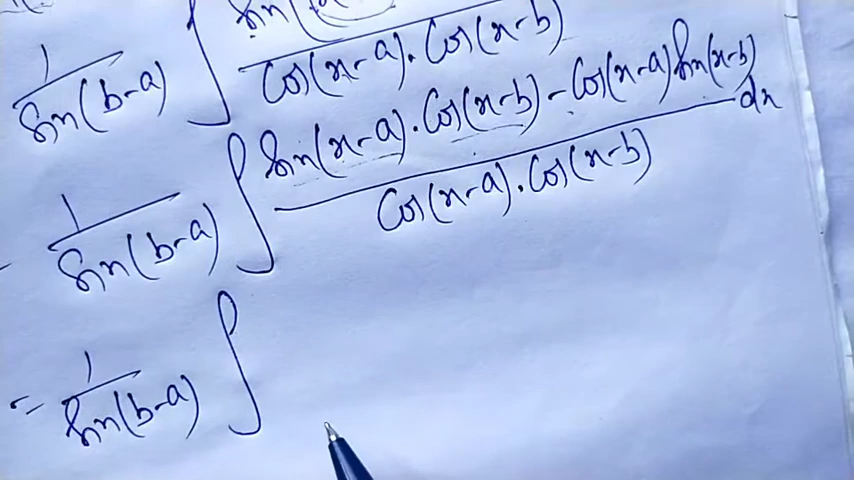 1/sin(b-a) ∫ sin( / cos(x-a).cos(x-b)
1/sin(b-a) ∫ sin(x-a).cos(x-b) - cos(x-a)sin(x-b) / cos(x-a).cos(x-b) dx
= 1/sin(b-a) ∫